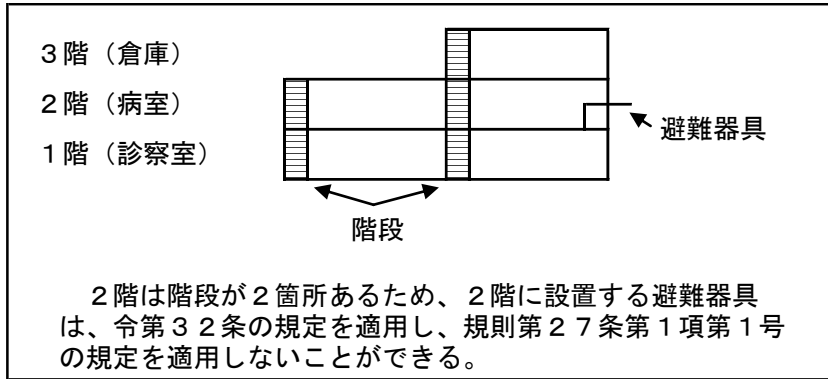 ３階（倉庫）
２階（病室）
１階（診察室）
避難器具
階段
２階は階段が２箇所あるため、２階に設置する避難器具
は、令第３２条の規定を適用し、規則第２７条第１項第１号
の規定を適用しないことができる。